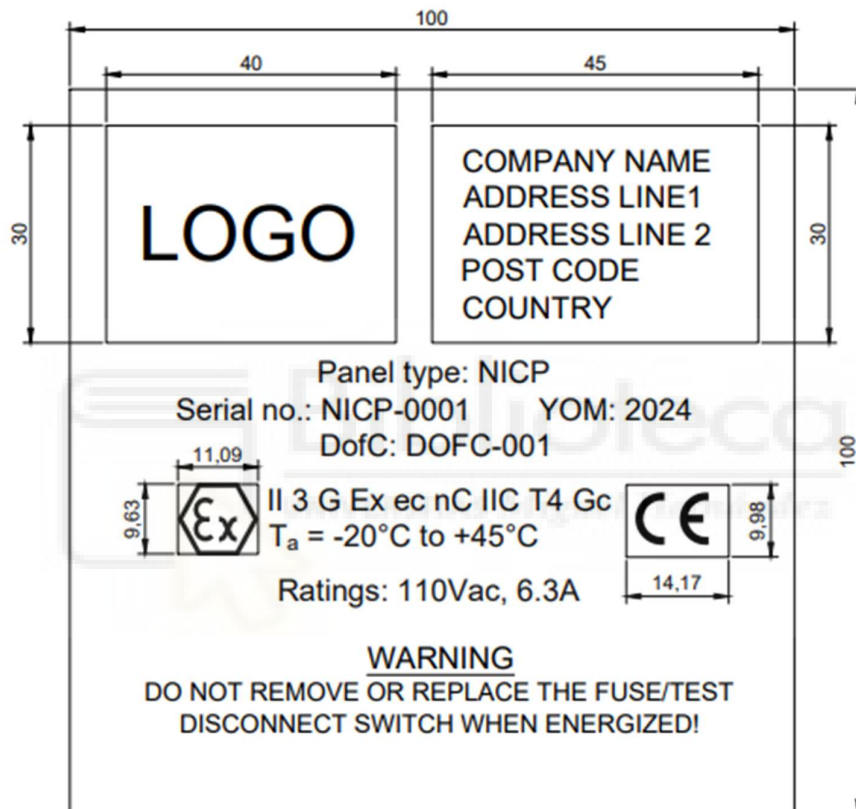 100
40
45
30
LOGO
COMPANY NAME
ADDRESS LINE1
ADDRESS LINE 2
POST CODE
COUNTRY
30
Panel type: NICP
Serial no.: NICP-0001 YOM: 2024
DofC: DOFC-001
100
11,09
9,63
Ex
II 3 G Ex ec nC IIC T4 Gc
Tₐ = -20°C to +45°C
CE
9,98
14,17
Ratings: 110Vac, 6.3A
WARNING
DO NOT REMOVE OR REPLACE THE FUSE/TEST
DISCONNECT SWITCH WHEN ENERGIZED!
Biblioteca